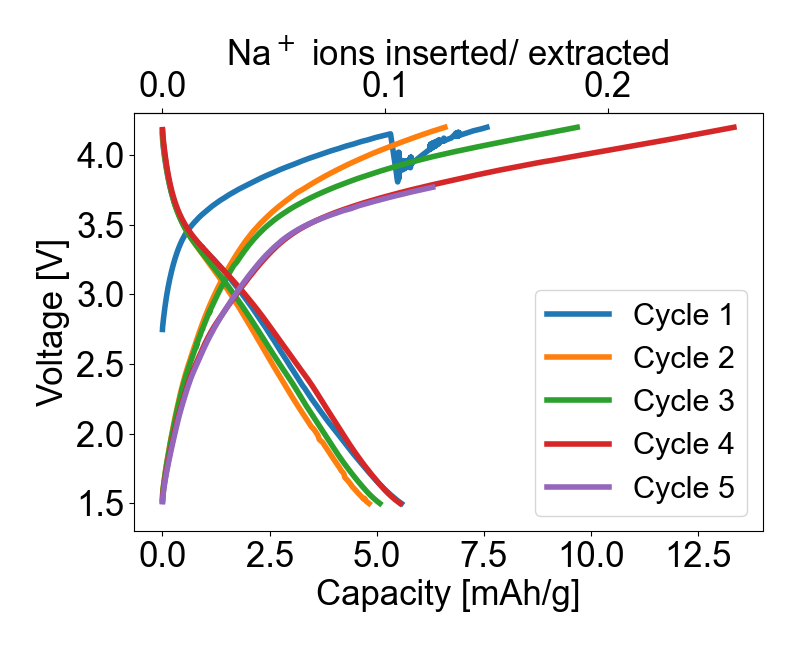 Na+ ions inserted/ extracted
0.0 0.1 0.2
4.0
3.5
3.0
2.5
2.0
1.5
Voltage [V]
Cycle 1
Cycle 2
Cycle 3
Cycle 4
Cycle 5
0.0 2.5 5.0 7.5 10.0 12.5
Capacity [mAh/g]